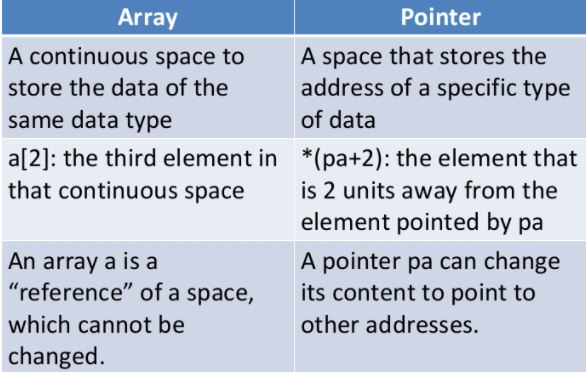 Array
Pointer
A continuous space to
store the data of the
same data type
A space that stores the
address of a specific type
of data
a[2]: the third element in
that continuous space
*(pa+2): the element that
is 2 units away from the
element pointed by pa
An array a is a
“reference” of a space,
which cannot be
changed.
A pointer pa can change
its content to point to
other addresses.